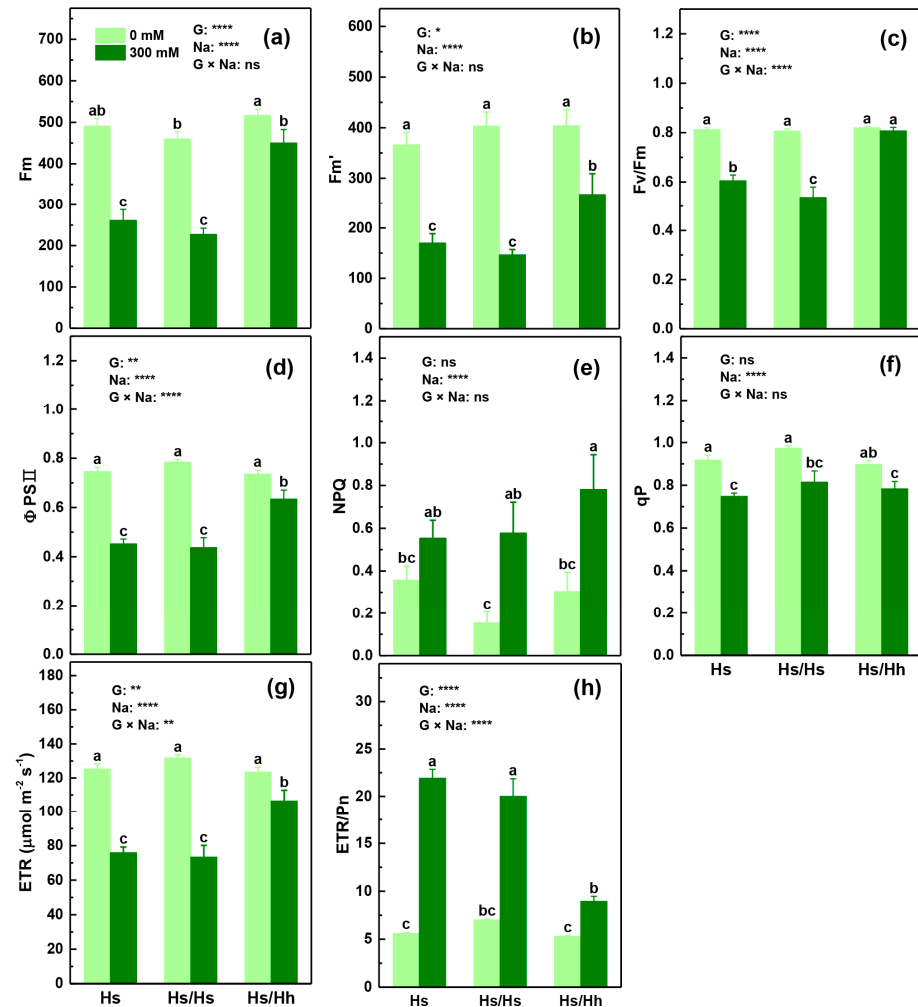 0 mM
300 mM
(a)
G: ****
Na: ****
G × Na: ns
Fm
700
600
500
400
300
200
100
0
ab
c
b
c
a
a
(b)
G: *
Na: ****
G × Na: ns
Fm'
600
500
400
300
200
100
0
a
c
a
c
a
b
(c)
G: ****
Na: ****
G × Na: ****
Fv/Fm
1.2
1.0
0.8
0.6
0.4
0.2
0.0
a
b
a
c
a
a
(d)
G: **
Na: ****
G × Na: ****
Φ PSII
1.2
1.0
0.8
0.6
0.4
0.2
0.0
a
c
a
c
a
b
(e)
G: ns
Na: ****
G × Na: ns
NPQ
1.4
1.2
1.0
0.8
0.6
0.4
0.2
0.0
bc
ab
c
ab
bc
a
(f)
G: ns
Na: ****
G × Na: ns
qP
1.4
1.2
1.0
0.8
0.6
0.4
0.2
0.0
a
c
a
bc
ab
c
Hs
Hs/Hs
Hs/Hh
(g)
G: **
Na: ****
G × Na: **
ETR (μmol m⁻² s⁻¹)
180
160
140
120
100
80
60
40
20
0
a
c
a
c
a
b
Hs
Hs/Hs
Hs/Hh
(h)
G: ****
Na: ****
G × Na: ****
ETR/Pn
30
25
20
15
10
5
0
c
a
bc
a
c
b
Hs
Hs/Hs
Hs/Hh